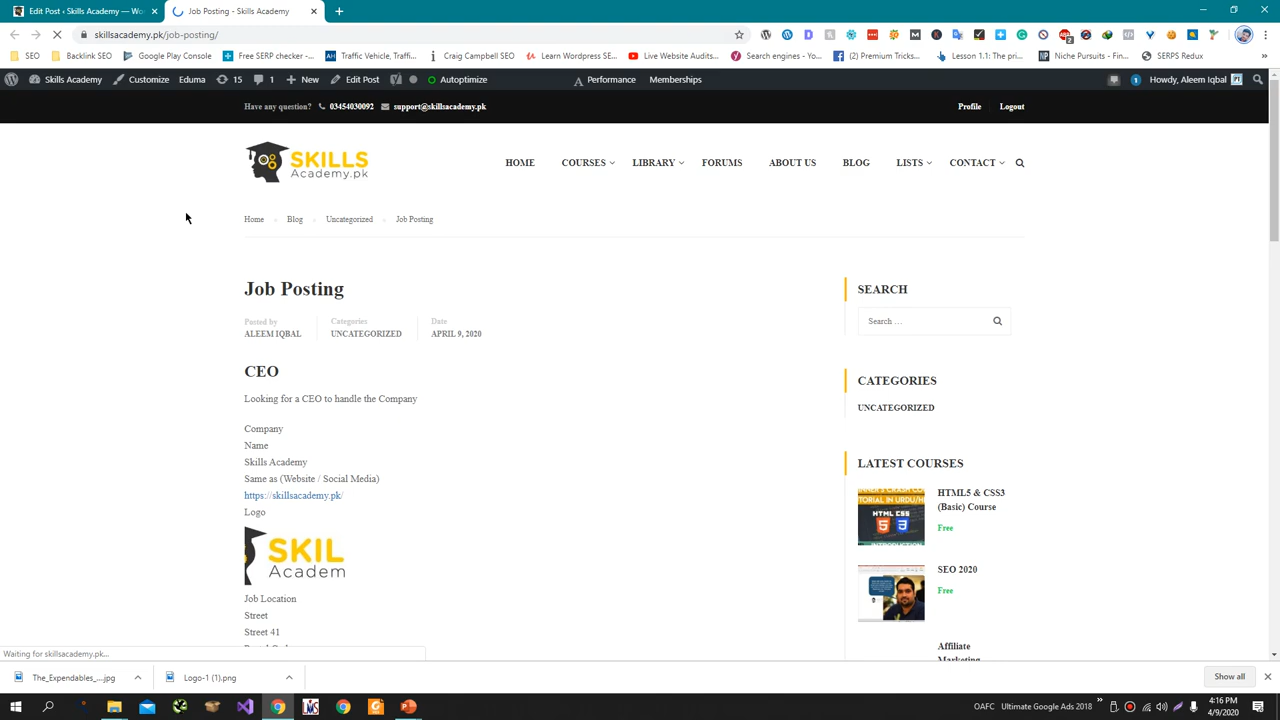 Edit Post ‹ Skills Academy — Wo
Job Posting - Skills Academy
skillsacademy.pk/job-posting/
SEO
Backlink SEO
Google Play Console
Free SERP checker -...
Traffic Vehicle, Traffi...
Craig Campbell SEO
Learn Wordpress SE...
Live Website Audits...
Search engines - Yo...
(2) Premium Tricks...
Lesson 1.1: The pri...
Niche Pursuits - Fin...
SERPS Redux
Skills Academy
Customize
Eduma
15
1
New
Edit Post
Autoptimize
Performance
Memberships
1
Howdy, Aleem Iqbal
Have any question?
03454030092
support@skillsacademy.pk
Profile
Logout
SKILLS
Academy.pk
HOME
COURSES
LIBRARY
FORUMS
ABOUT US
BLOG
LISTS
CONTACT
Home
Blog
Uncategorized
Job Posting
Job Posting
Posted by
ALEEM IQBAL
Categories
UNCATEGORIZED
Date
APRIL 9, 2020
CEO
Looking for a CEO to handle the Company
Company
Name
Skills Academy
Same as (Website / Social Media)
https://skillsacademy.pk/
Logo
SKIL
Academ
Job Location
Street
Street 41
SEARCH
Search ...
CATEGORIES
UNCATEGORIZED
LATEST COURSES
HTML5 & CSS3
(Basic) Course
Free
SEO 2020
Free
Affiliate
Marketing
Waiting for skillsacademy.pk...
The_Expendables_....jpg
Logo-1 (1).png
Show all
OAFC
Ultimate Google Ads 2018
4:16 PM
4/9/2020